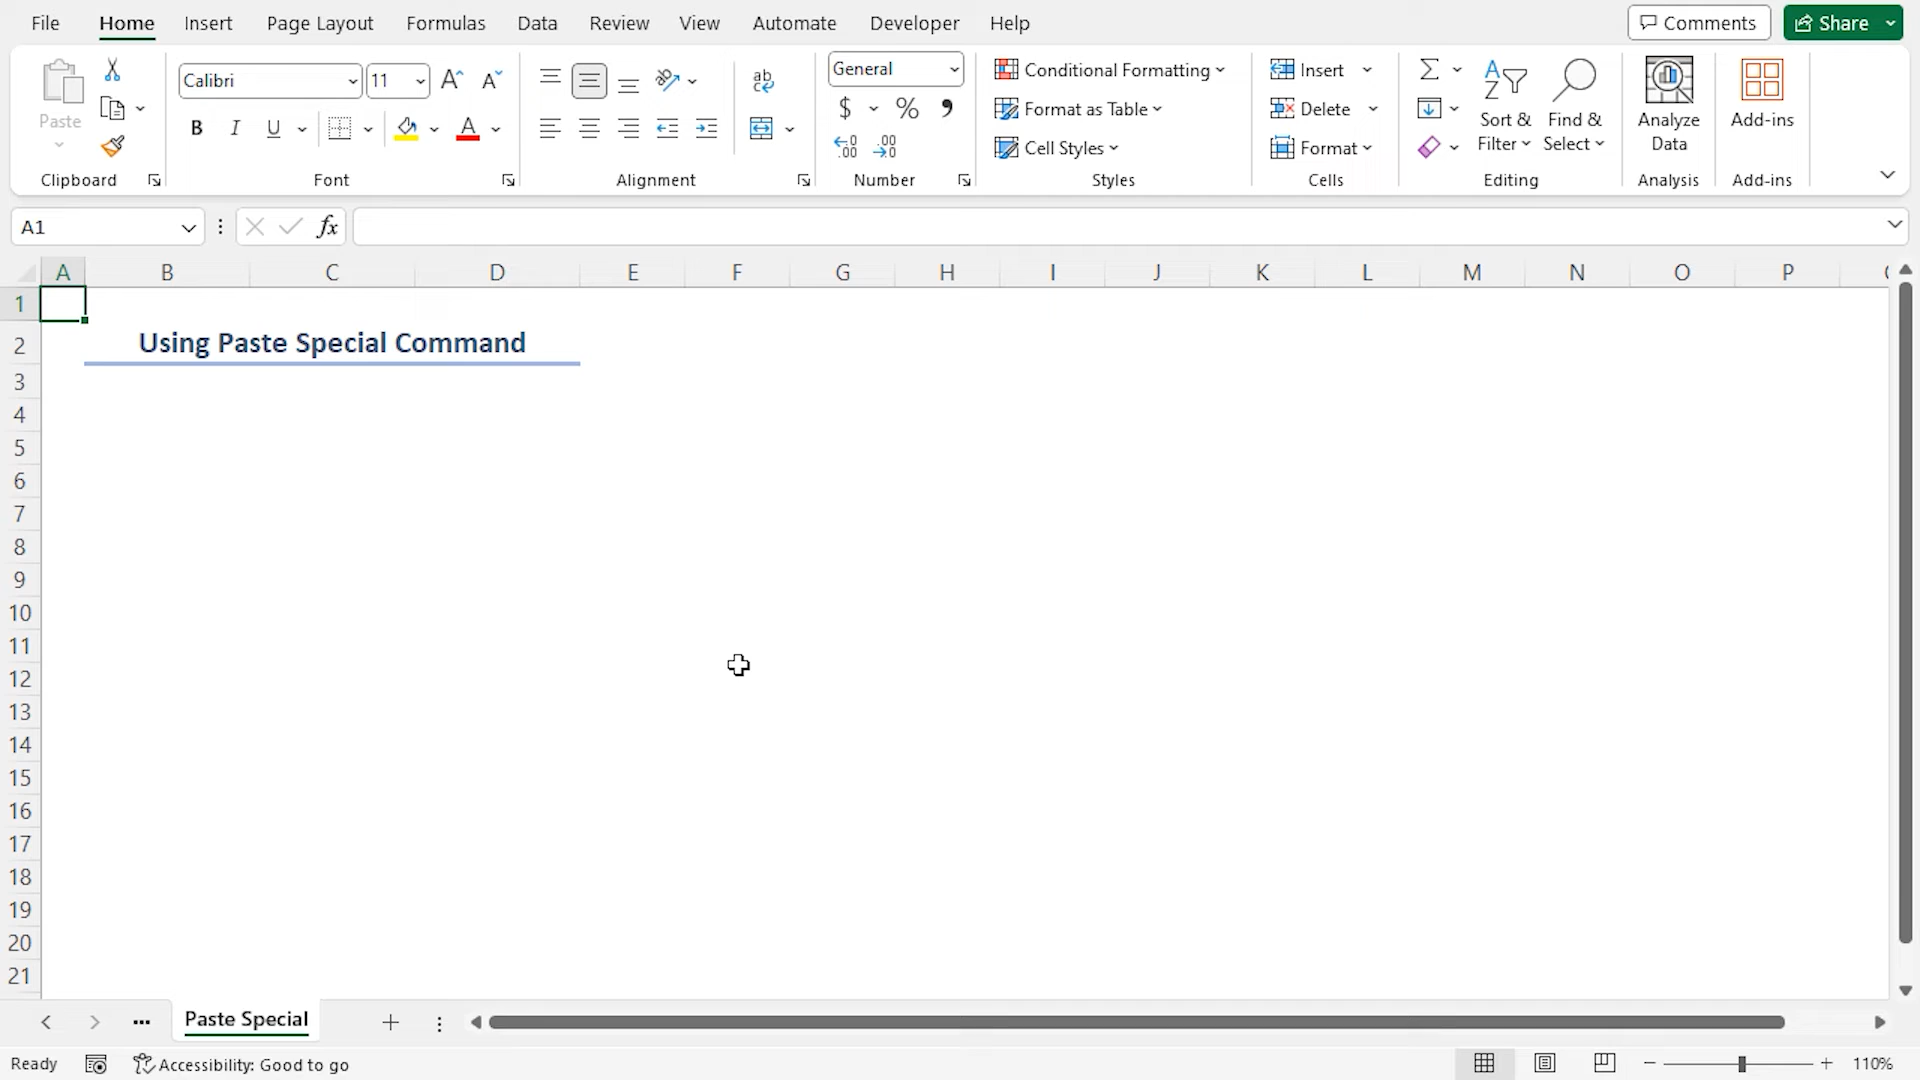 File Home Insert Page Layout Formulas Data Review View Automate Developer Help Comments Share
Paste
Clipboard
Calibri 11
B I U A
Font
ab
Alignment
General
$ % ,
.00 .00
Number
Conditional Formatting
Format as Table
Cell Styles
Styles
Insert
Delete
Format
Cells
Σ
Sort &
Filter
Find &
Select
Editing
Analyze
Data
Analysis
Add-ins
Add-ins
A1 fx
A B C D E F G H I J K L M N O P
1
2 Using Paste Special Command
3
4
5
6
7
8
9
10
11
12
13
14
15
16
17
18
19
20
21
Paste Special
Ready Accessibility: Good to go 110%